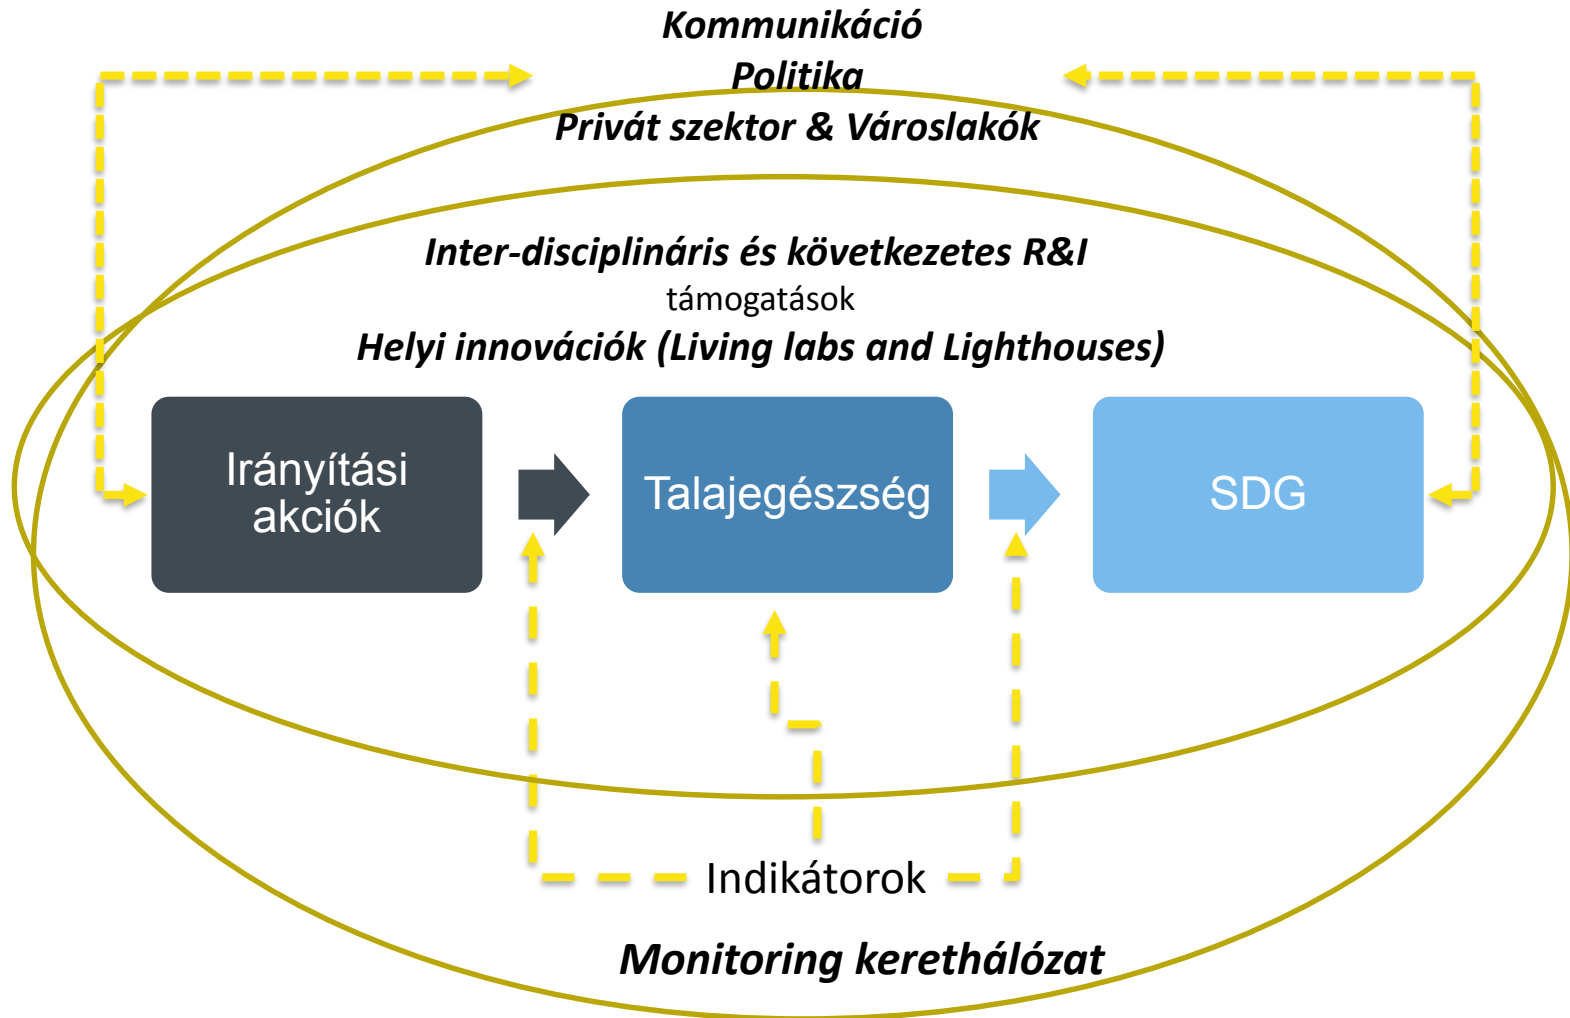 Kommunikáció
Politika
Privát szektor & Városlakók
Inter-disciplináris és következetes R&I
támogatások
Helyi innovációk (Living labs and Lighthouses)
Irányítási
akciók
Talajegészség
SDG
Indikátorok
Monitoring kerethálózat